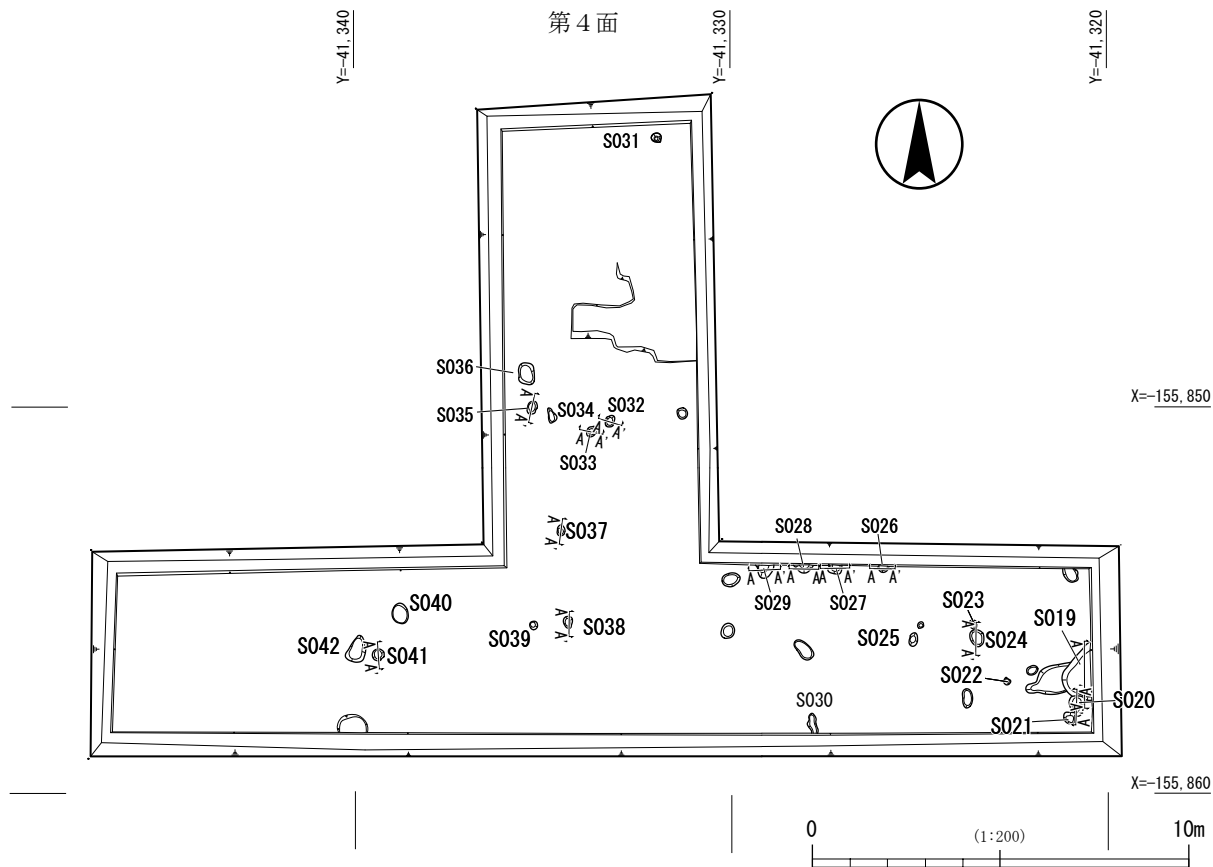 第4面
Y=-41,340
Y=-41,330
Y=-41,320
S031
S036
X=-155,850
A
S035
S034
S032
A'
A
A'
A
A'
S033
A
S037
A'
S028
S026
A
A'
A
A
A'
A
A'
S029
S027
S023
S019
S040
A
S039
S038
A'
S025
A
S024
A'
S042
A
S041
A'
S022
A
A'
A'
S030
S020
S021
A'
A
X=-155,860
0
(1:200)
10m